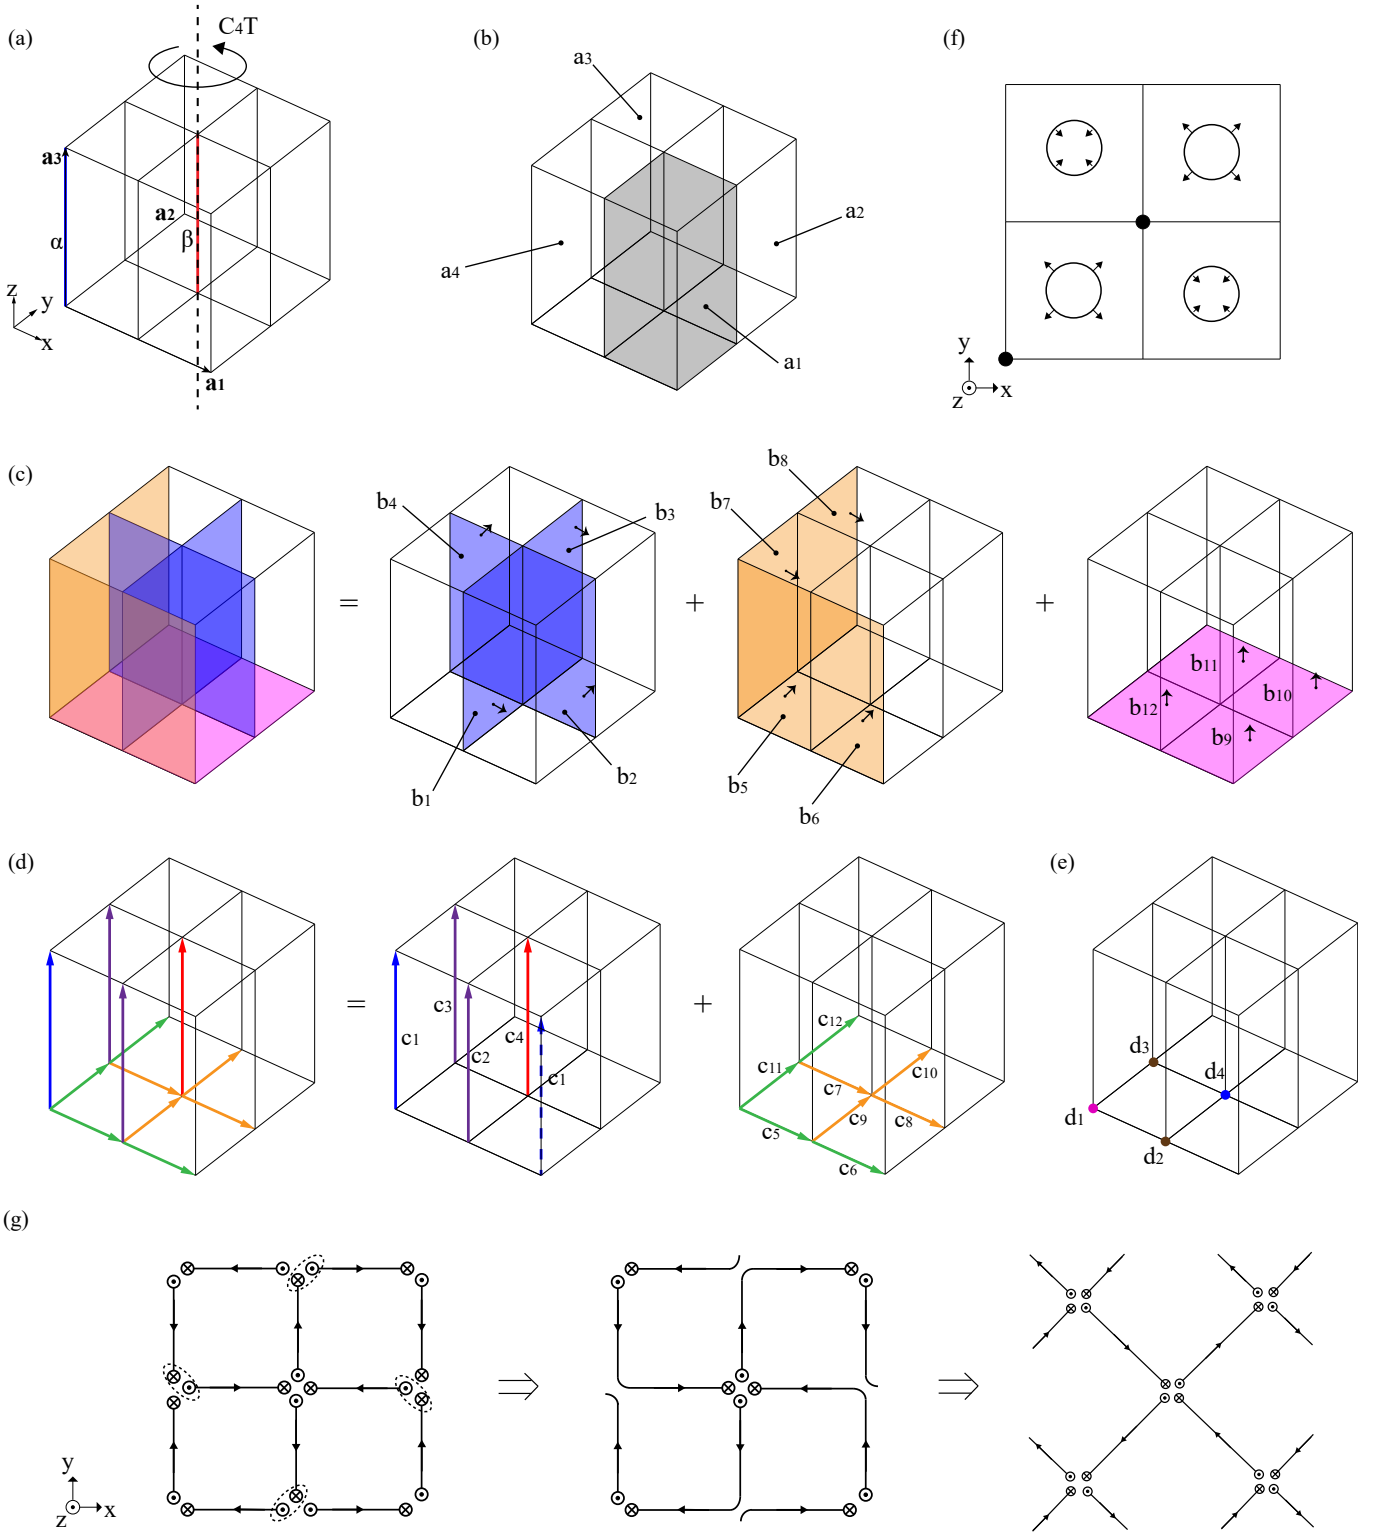 (a)
C4T
a3
a2
α
β
z
y
x
a1
(b)
a3
a2
a4
a1
(f)
y
z
x
(c)
=
b4
b3
b1
b2
+
b8
b7
b5
b6
+
b11
b10
b12
b9
(d)
=
c3
c1
c2
c4
c1
+
c12
c11
c10
c7
c9
c8
c5
c6
(e)
d3
d4
d1
d2
(g)
y
z
x